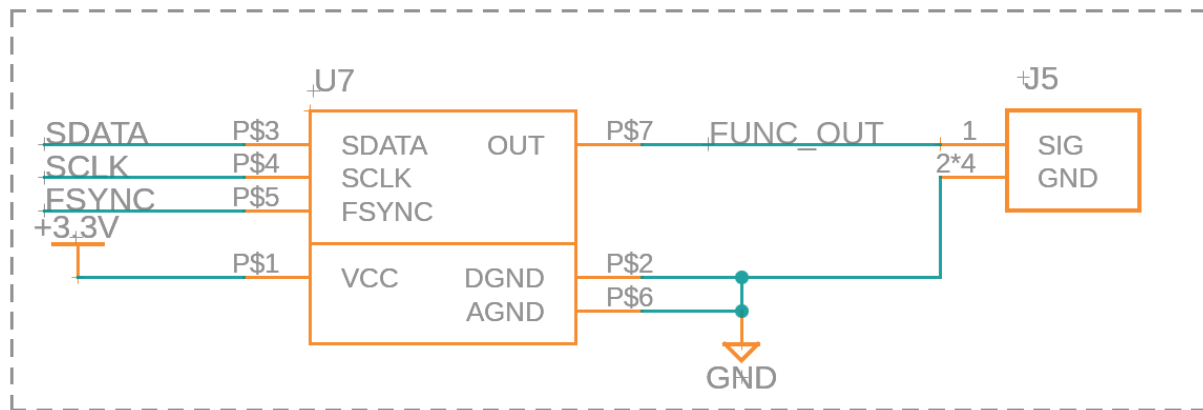 U7
J5
SDATA P$3 SDATA OUT P$7 FUNC_OUT 1 SIG
SCLK P$4 SCLK 2*4 GND
FSYNC P$5 FSYNC
+3.3V
P$1 VCC DGND P$2
AGND P$6
GND